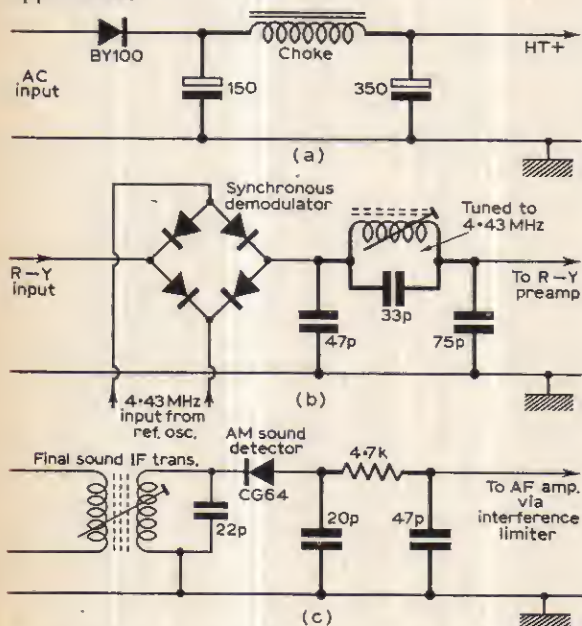 BY100
AC
input
Choke
150
350
HT+
(a)
Synchronous
demodulator
Tuned to
4·43 MHz
R−Y
input
47p
33p
75p
To R−Y
preamp
4·43 MHz
input from
ref. osc.
(b)
Final sound IF trans.
AM sound
detector
CG64
4·7k
22p
20p
47p
To AF amp.
via
interference
limiter
(c)